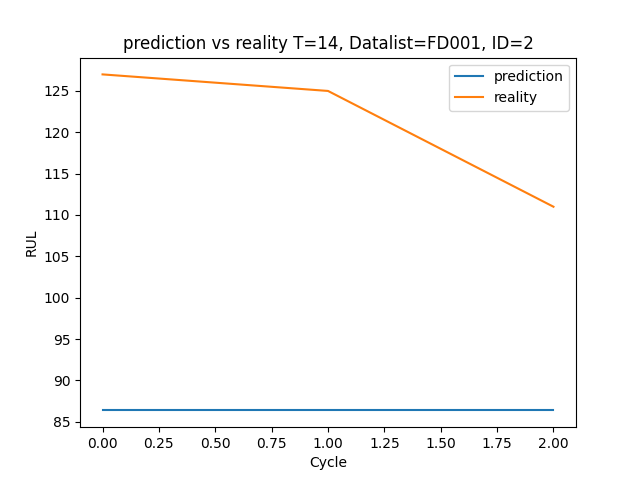 prediction vs reality T=14, Datalist=FD001, ID=2
prediction
reality
125
120
115
110
105
100
95
90
85
RUL
0.00 0.25 0.50 0.75 1.00 1.25 1.50 1.75 2.00
Cycle